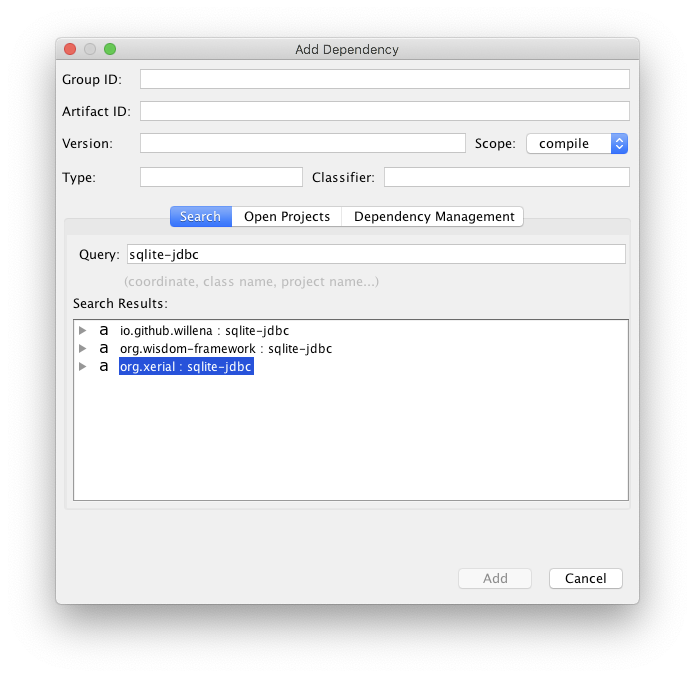 Add Dependency
Group ID:
Artifact ID:
Version: Scope: compile
Type: Classifier:
Search Open Projects Dependency Management
Query: sqlite-jdbc
(coordinate, class name, project name...)
Search Results:
a io.github.willena : sqlite-jdbc
a org.wisdom-framework : sqlite-jdbc
a org.xerial : sqlite-jdbc
Add Cancel